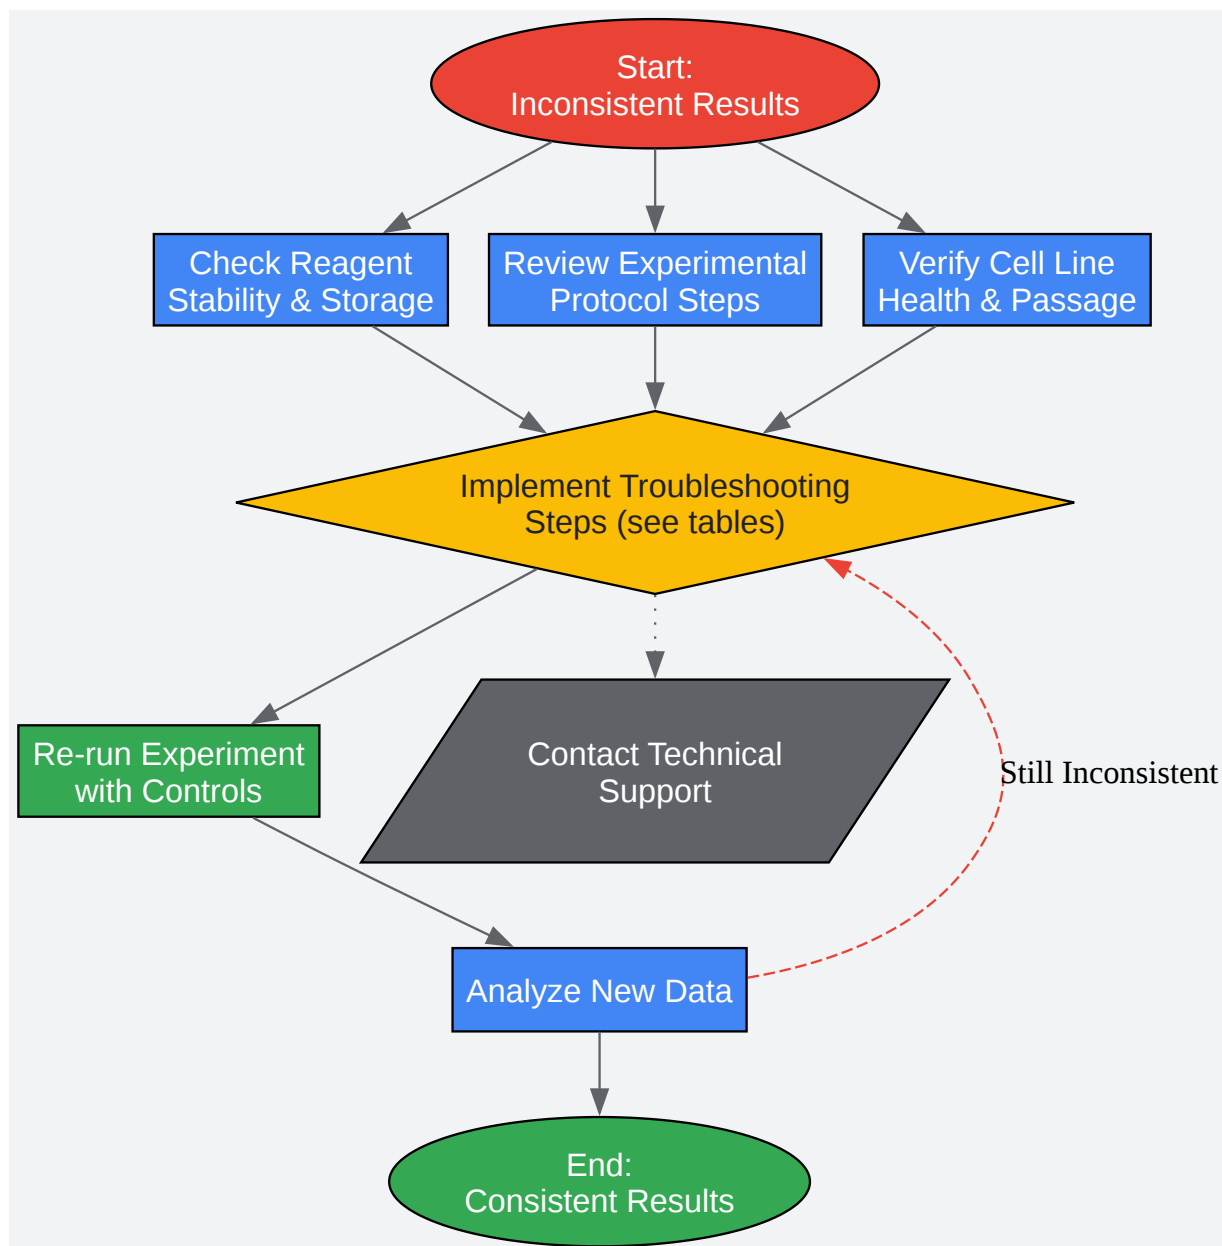 Start:
Inconsistent Results
Check Reagent
Stability & Storage
Review Experimental
Protocol Steps
Verify Cell Line
Health & Passage
Implement Troubleshooting
Steps (see tables)
Re-run Experiment
with Controls
Contact Technical
Support
Still Inconsistent
Analyze New Data
End:
Consistent Results